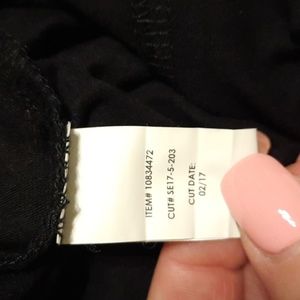 ITEM# 10834472
CUT# SE17-5-203
CUT DATE:
02/17